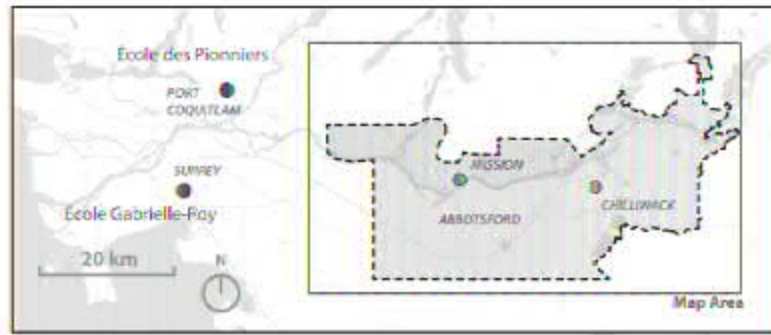 École des Pionniers
PORT
COQUITLAM
SURREY
École Gabrielle-Roy
20 km
N
MISSION
ABBOTSFORD
CHILLIWACK
Map Area